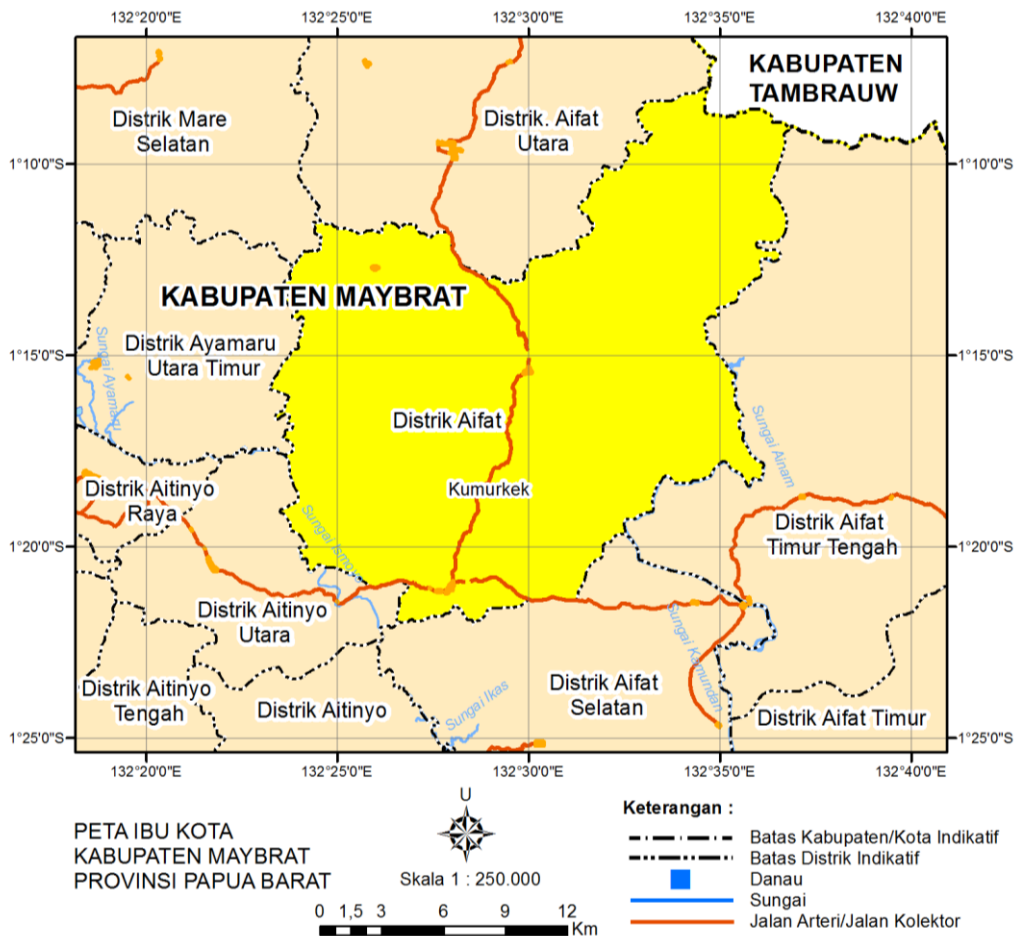 132°20'0"E
132°25'0"E
132°30'0"E
132°35'0"E
132°40'0"E
KABUPATEN
TAMBRAUW
Distrik Mare
Selatan
Distrik. Aifat
Utara
1°10'0"S
1°10'0"S
KABUPATEN MAYBRAT
Distrik Ayamaru
Utara Timur
1°15'0"S
1°15'0"S
Sungai Ayamaru
Distrik Aifat
Sungai Ainam
Kumurkek
Distrik Aitinyo
Raya
Sungai Ismoyo
Distrik Aifat
Timur Tengah
1°20'0"S
1°20'0"S
Distrik Aitinyo
Utara
Sungai Kamundan
Distrik Aitinyo
Tengah
Distrik Aitinyo
Sungai Ikas
Distrik Aifat
Selatan
Distrik Aifat Timur
1°25'0"S
1°25'0"S
132°20'0"E
132°25'0"E
132°30'0"E
132°35'0"E
132°40'0"E
PETA IBU KOTA
KABUPATEN MAYBRAT
PROVINSI PAPUA BARAT
U
Skala 1 : 250.000
0 1,5 3 6 9 12
Km
Keterangan :
Batas Kabupaten/Kota Indikatif
Batas Distrik Indikatif
Danau
Sungai
Jalan Arteri/Jalan Kolektor